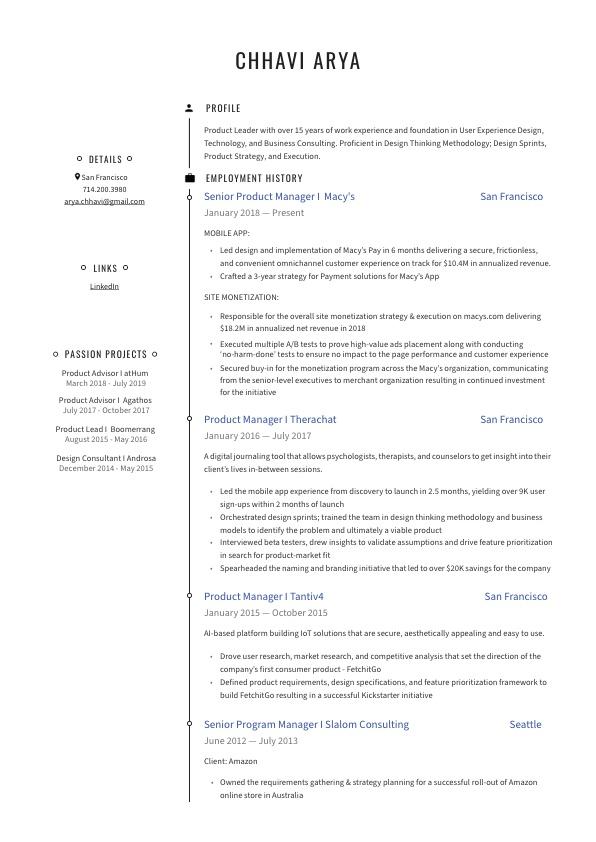 CHHAVI ARYA
DETAILS
San Francisco
714.200.3980
arya.chhavi@gmail.com
LINKS
LinkedIn
PASSION PROJECTS
Product Advisor I atHum
March 2018 - July 2019
Product Advisor I Agathos
July 2017 - October 2017
Product Lead I Boomerrang
August 2015 - May 2016
Design Consultant I Androsa
December 2014 - May 2015
PROFILE
Product Leader with over 15 years of work experience and foundation in User Experience Design,
Technology, and Business Consulting. Proficient in Design Thinking Methodology; Design Sprints,
Product Strategy, and Execution.
EMPLOYMENT HISTORY
Senior Product Manager I Macy's San Francisco
January 2018 — Present
MOBILE APP:
• Led design and implementation of Macy's Pay in 6 months delivering a secure, frictionless,
and convenient omnichannel customer experience on track for $10.4M in annualized revenue.
• Crafted a 3-year strategy for Payment solutions for Macy's App
SITE MONETIZATION:
• Responsible for the overall site monetization strategy & execution on macys.com delivering
$18.2M in annualized net revenue in 2018
• Executed multiple A/B tests to prove high-value ads placement along with conducting
'no-harm-done' tests to ensure no impact to the page performance and customer experience
• Secured buy-in for the monetization program across the Macy's organization, communicating
from the senior-level executives to merchant organization resulting in continued investment
for the initiative
Product Manager I Therachat San Francisco
January 2016 — July 2017
A digital journaling tool that allows psychologists, therapists, and counselors to get insight into their
client's lives in-between sessions.
• Led the mobile app experience from discovery to launch in 2.5 months, yielding over 9K user
sign-ups within 2 months of launch
• Orchestrated design sprints; trained the team in design thinking methodology and business
models to identify the problem and ultimately a viable product
• Interviewed beta testers, drew insights to validate assumptions and drive feature prioritization
in search for product-market fit
• Spearheaded the naming and branding initiative that led to over $20K savings for the company
Product Manager I Tantiv4 San Francisco
January 2015 — October 2015
AI-based platform building IoT solutions that are secure, aesthetically appealing and easy to use.
• Drove user research, market research, and competitive analysis that set the direction of the
company's first consumer product - FetchitGo
• Defined product requirements, design specifications, and feature prioritization framework to
build FetchitGo resulting in a successful Kickstarter initiative
Senior Program Manager I Slalom Consulting Seattle
June 2012 — July 2013
Client: Amazon
• Owned the requirements gathering & strategy planning for a successful roll-out of Amazon
online store in Australia